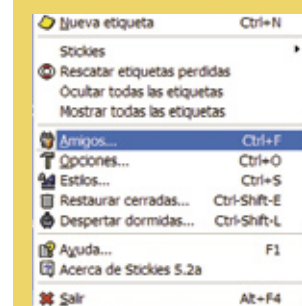 Nueva etiqueta Ctrl+N
Stickies
Rescatar etiquetas perdidas
Ocultar todas las etiquetas
Mostrar todas las etiquetas
Amigos... Ctrl+F
Opciones... Ctrl+O
Estilos... Ctrl+S
Restaurar cerradas... Ctrl-Shift-E
Despertar dormidas... Ctrl-Shift-L
Ayuda... F1
Acerca de Stickies 5.2a
Salir Alt+F4